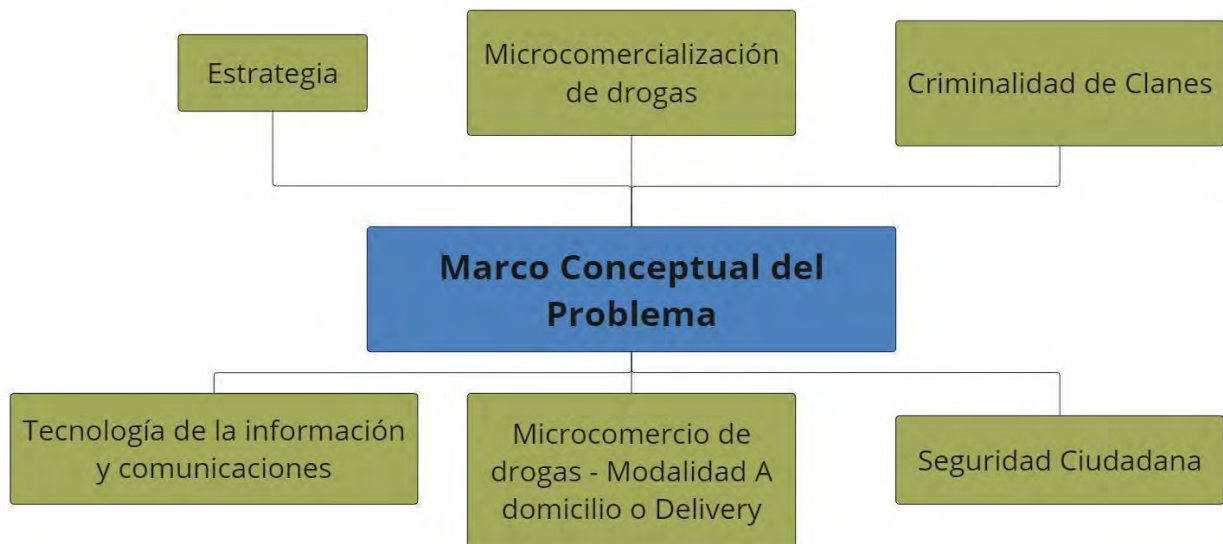 Estrategia
Microcomercialización
de drogas
Criminalidad de Clanes
Marco Conceptual del
Problema
Tecnología de la información
y comunicaciones
Microcomercio de
drogas - Modalidad A
domicilio o Delivery
Seguridad Ciudadana